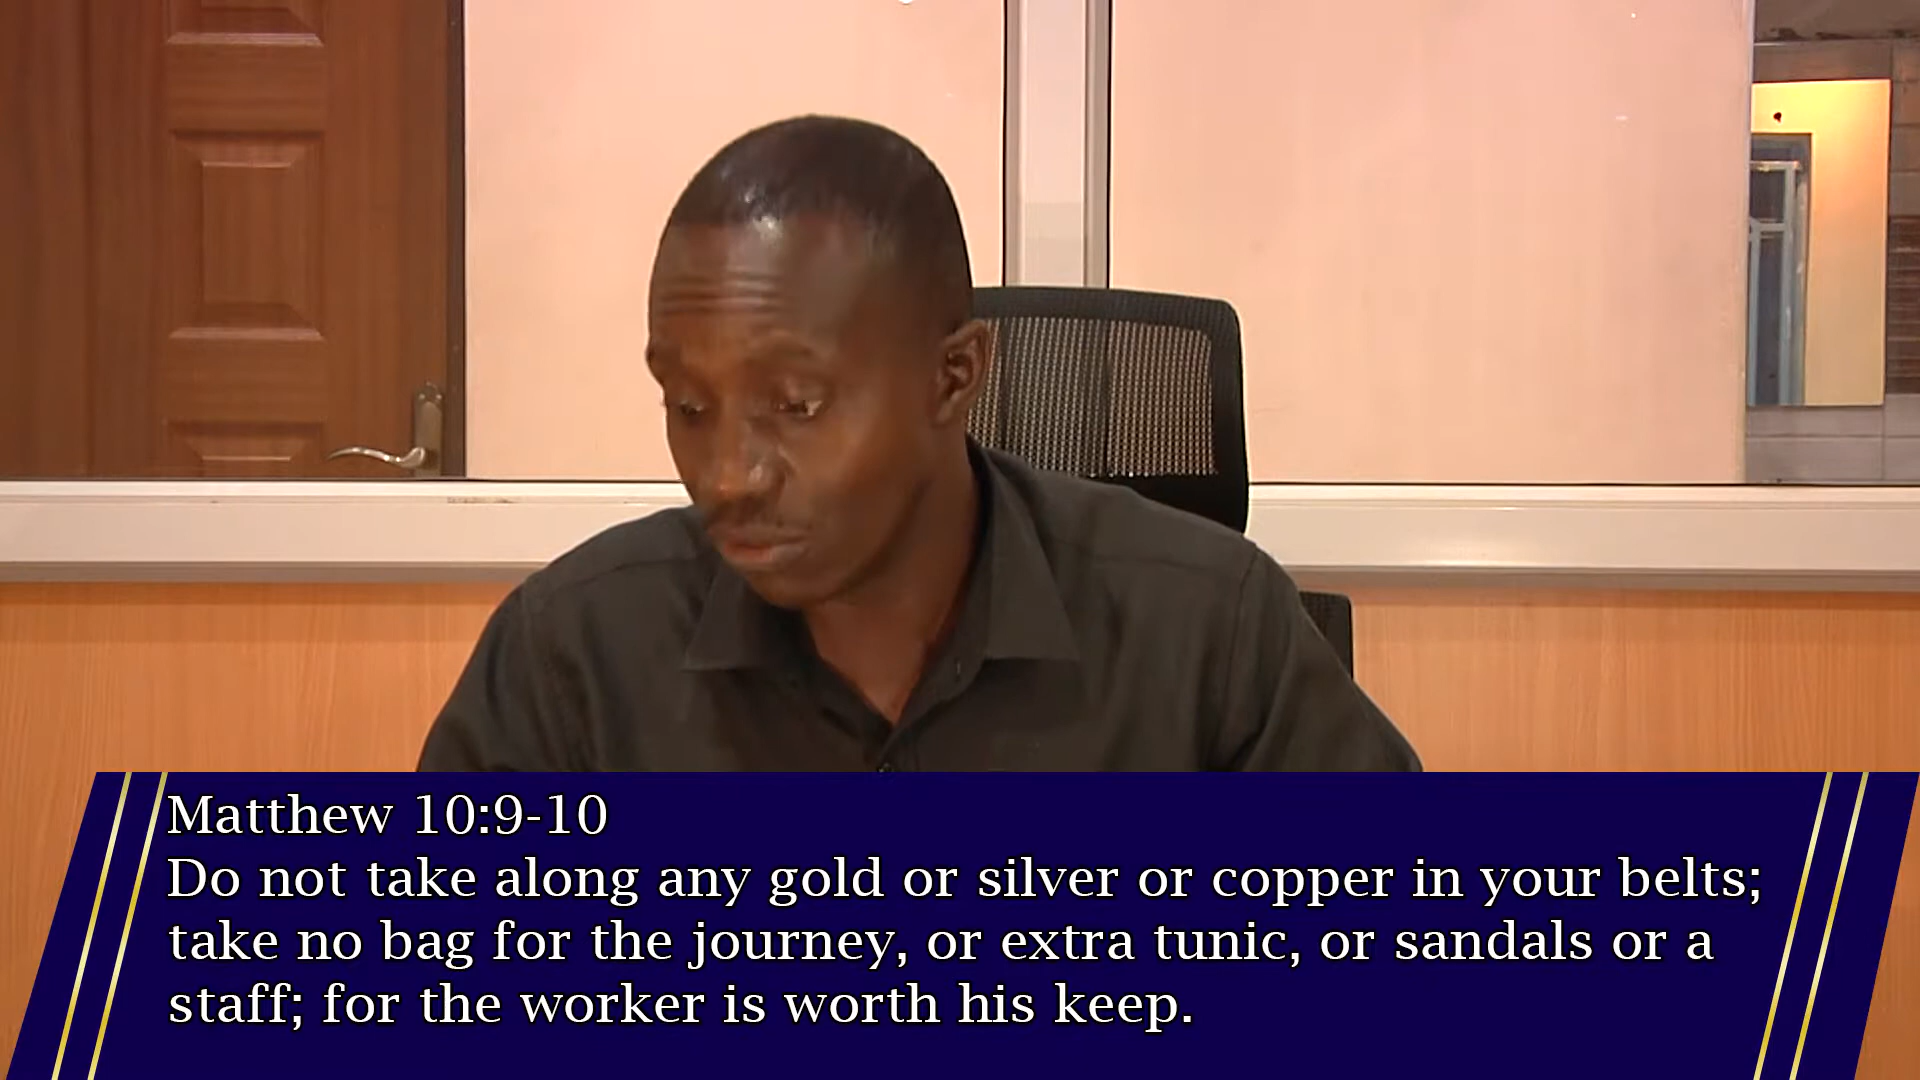 Matthew 10:9-10
Do not take along any gold or silver or copper in your belts;
take no bag for the journey, or extra tunic, or sandals or a
staff; for the worker is worth his keep.